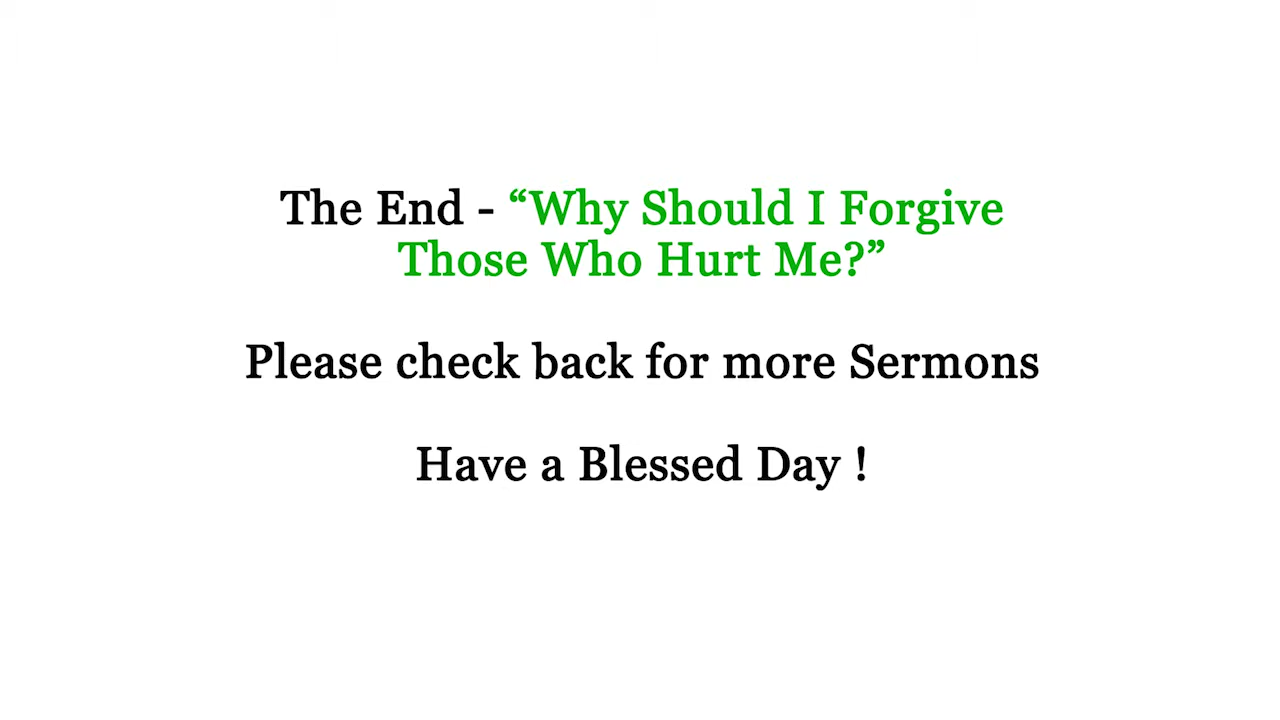 The End - “Why Should I Forgive
Those Who Hurt Me?”
Please check back for more Sermons
Have a Blessed Day !